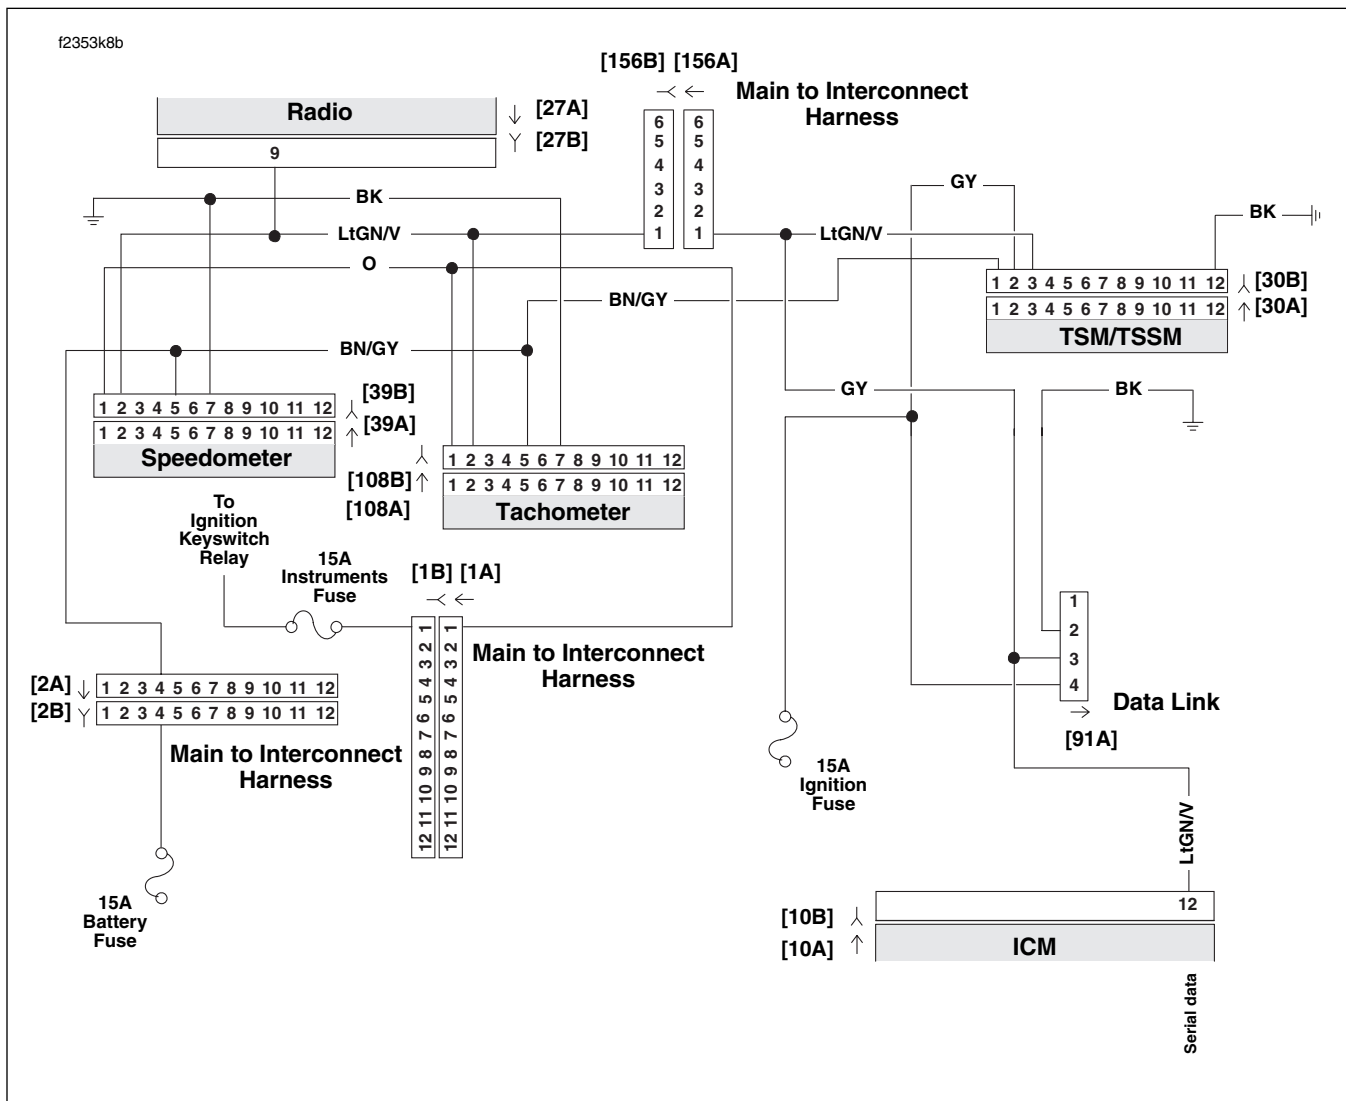 f2353k8b
[156B] [156A]
Main to Interconnect
Harness
Radio
[27A]
[27B]
9
6
5
4
3
2
1
6
5
4
3
2
1
BK
LtGN/V
O
BN/GY
BN/GY
LtGN/V
GY
BK
1 2 3 4 5 6 7 8 9 10 11 12
[30B]
1 2 3 4 5 6 7 8 9 10 11 12
[30A]
TSM/TSSM
GY
BK
1 2 3 4 5 6 7 8 9 10 11 12
[39B]
1 2 3 4 5 6 7 8 9 10 11 12
[39A]
Speedometer
1 2 3 4 5 6 7 8 9 10 11 12
[108B]
1 2 3 4 5 6 7 8 9 10 11 12
[108A]
Tachometer
To
Ignition
Keyswitch
Relay
15A
Instruments
Fuse
[1B] [1A]
12 11 10 9 8 7 6 5 4 3 2 1
12 11 10 9 8 7 6 5 4 3 2 1
Main to Interconnect
Harness
[2A]
1 2 3 4 5 6 7 8 9 10 11 12
[2B]
1 2 3 4 5 6 7 8 9 10 11 12
Main to Interconnect
Harness
15A
Battery
Fuse
1
2
3
4
Data Link
[91A]
15A
Ignition
Fuse
LtGN/V
12
[10B]
[10A]
ICM
Serial data